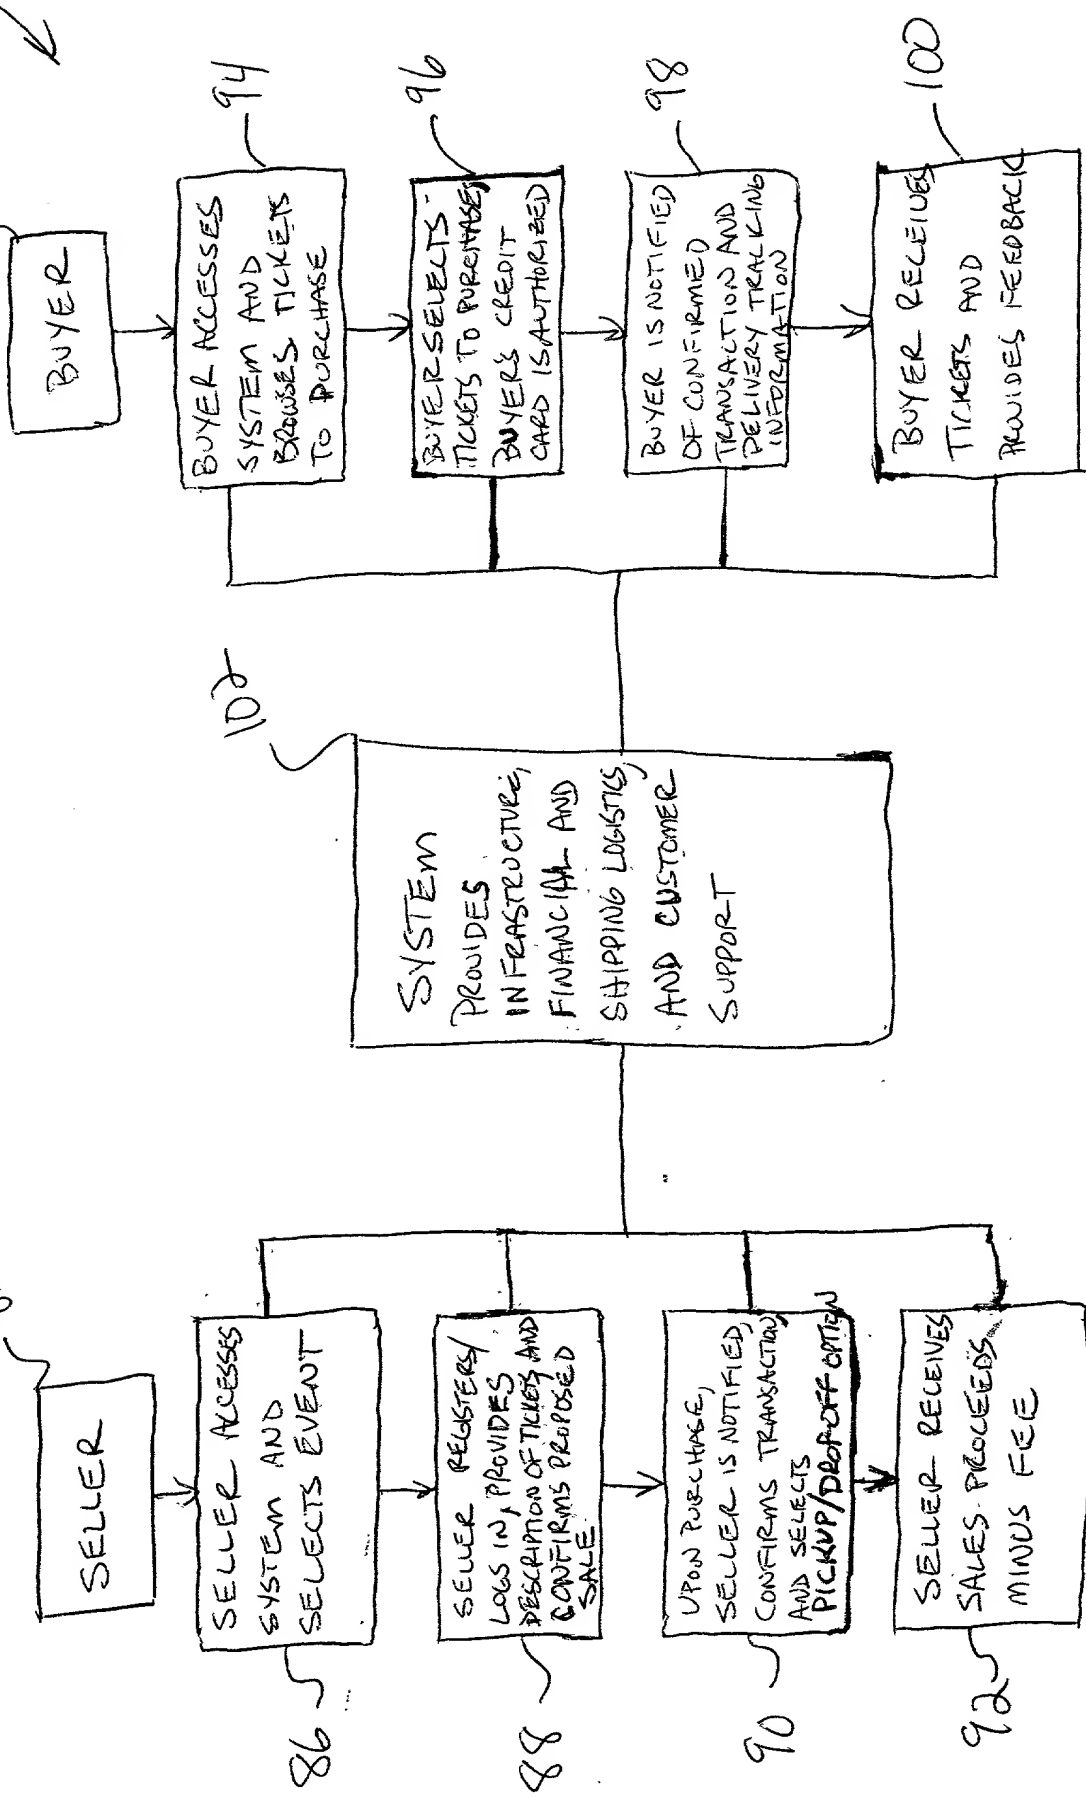 SELLER
86
SELLER ACCESSES
SYSTEM AND
SELECTS EVENT
88
SELLER REGISTERS/
LOGS IN, PROVIDES
DESCRIPTION OF TICKETS AND
CONFIRMS PROPOSED
SALE
90
UPON PURCHASE,
SELLER IS NOTIFIED,
CONFIRMS TRANSACTION,
AND SELECTS
PICKUP/DROPOFF OPTION
92
SELLER RECEIVES
SALES PROCEEDS
MINUS FEE
102
SYSTEM
PROVIDES
INFRASTRUCTURE,
FINANCIAL AND
SHIPPING LOGISTICS,
AND CUSTOMER
SUPPORT
BUYER
94
BUYER ACCESSES
SYSTEM AND
BROWSES TICKETS
TO PURCHASE
96
BUYER SELECTS
TICKETS TO PURCHASE,
BUYER'S CREDIT
CARD IS AUTHORIZED
98
BUYER IS NOTIFIED
OF CONFIRMED
TRANSACTION AND
DELIVERY TRACKING
INFORMATION
100
BUYER RECEIVES
TICKETS AND
PROVIDES FEEDBACK